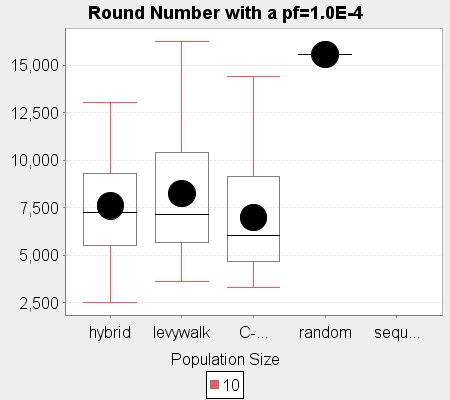 Round Number with a pf=1.0E-4
15,000
12,500
10,000
7,500
5,000
2,500
hybrid levywalk C-... random sequ...
Population Size
10